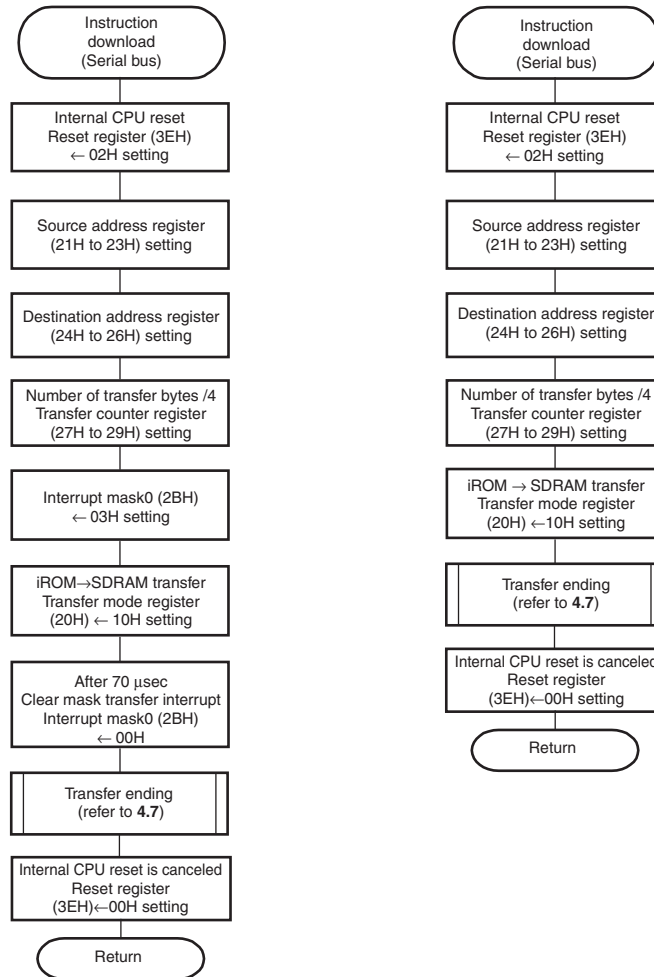 Instruction
download
(Serial bus)
Internal CPU reset
Reset register (3EH)
← 02H setting
Source address register
(21H to 23H) setting
Destination address register
(24H to 26H) setting
Number of transfer bytes /4
Transfer counter register
(27H to 29H) setting
Interrupt mask0 (2BH)
← 03H setting
iROM→SDRAM transfer
Transfer mode register
(20H) ← 10H setting
After 70 μsec
Clear mask transfer interrupt
Interrupt mask0 (2BH)
← 00H
Transfer ending
(refer to 4.7)
Internal CPU reset is canceled
Reset register
(3EH)←00H setting
Return
Instruction
download
(Serial bus)
Internal CPU reset
Reset register (3EH)
← 02H setting
Source address register
(21H to 23H) setting
Destination address register
(24H to 26H) setting
Number of transfer bytes /4
Transfer counter register
(27H to 29H) setting
iROM → SDRAM transfer
Transfer mode register
(20H) ←10H setting
Transfer ending
(refer to 4.7)
Internal CPU reset is canceled
Reset register
(3EH)←00H setting
Return